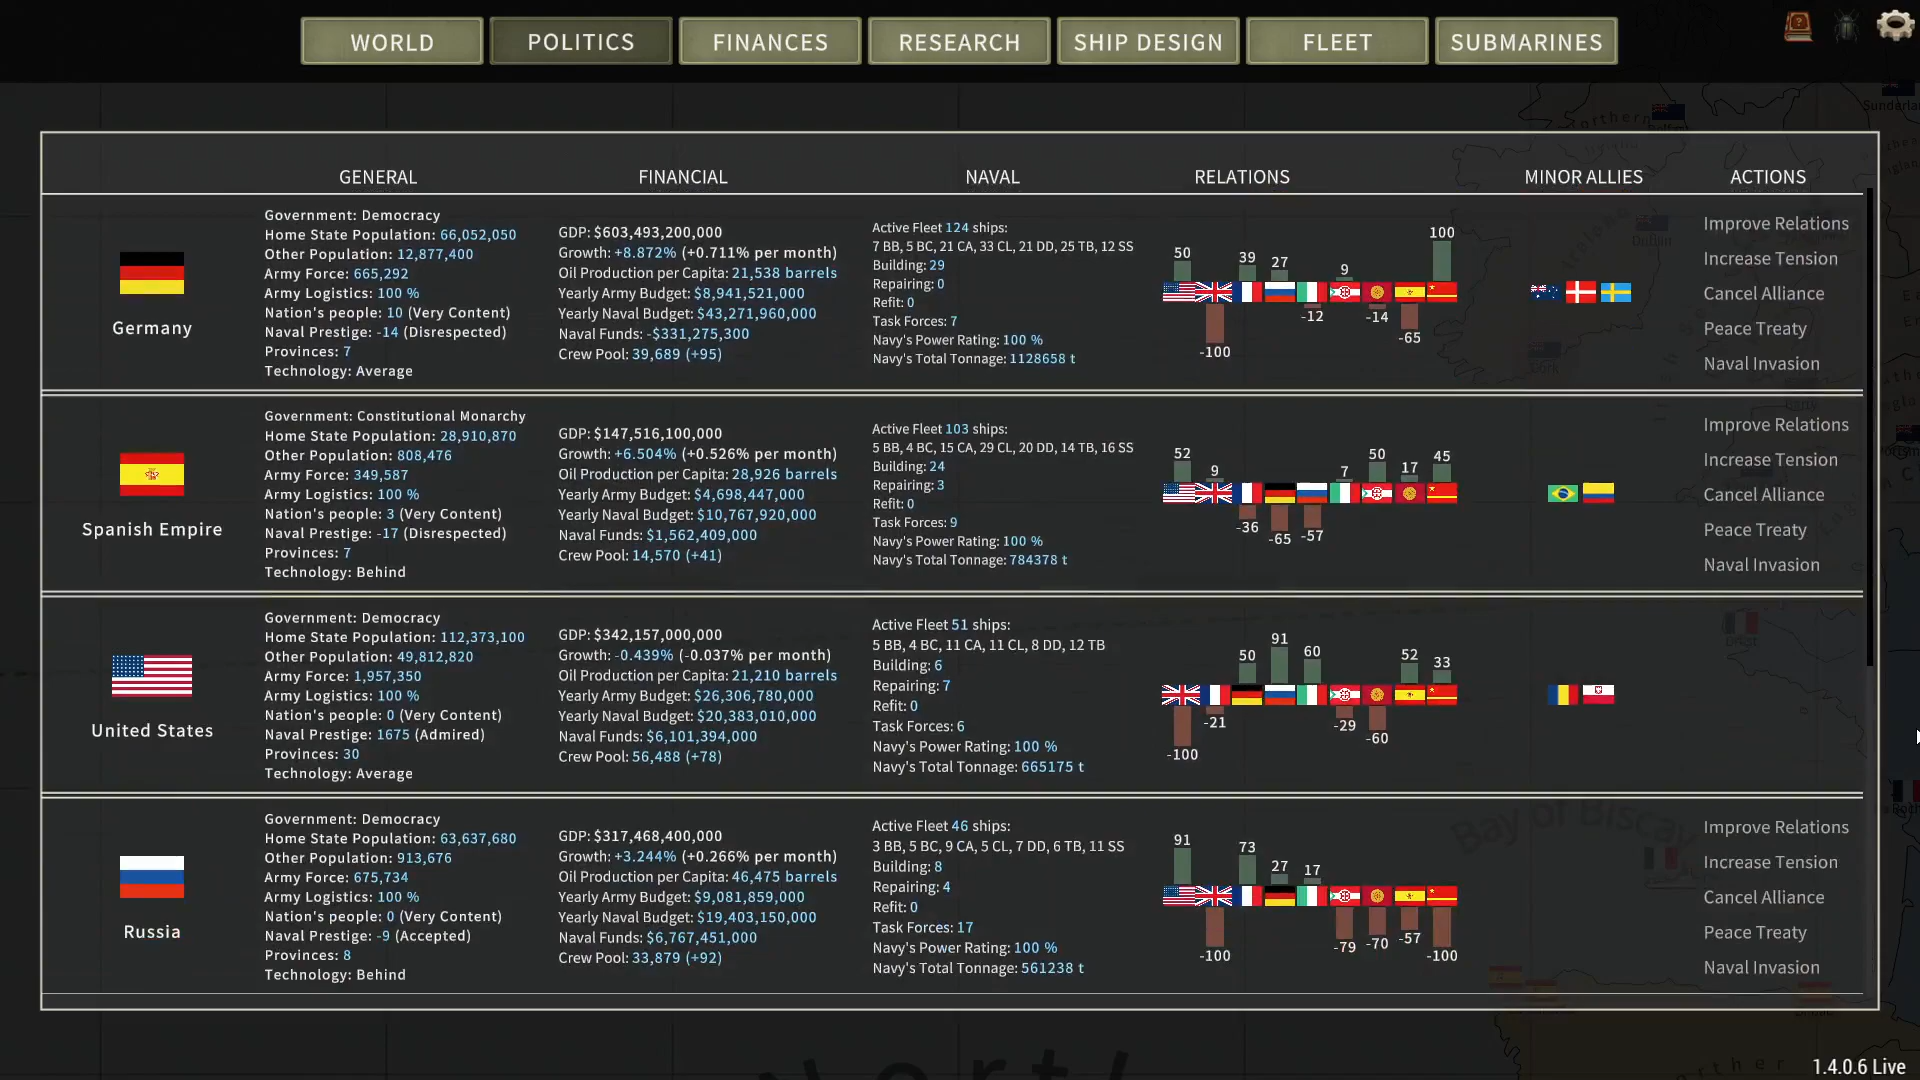 WORLD
POLITICS
FINANCES
RESEARCH
SHIP DESIGN
FLEET
SUBMARINES
GENERAL
FINANCIAL
NAVAL
RELATIONS
MINOR ALLIES
ACTIONS
Germany
Government: Democracy
Home State Population: 66,052,050
Other Population: 12,877,400
Army Force: 665,292
Army Logistics: 100 %
Nation's people: 10 (Very Content)
Naval Prestige: -14 (Disrespected)
Provinces: 7
Technology: Average
GDP: $603,493,200,000
Growth: +8.872% (+0.711% per month)
Oil Production per Capita: 21,538 barrels
Yearly Army Budget: $8,941,521,000
Yearly Naval Budget: $43,271,960,000
Naval Funds: -$331,275,300
Crew Pool: 39,689 (+95)
Active Fleet 124 ships:
7 BB, 5 BC, 21 CA, 33 CL, 21 DD, 25 TB, 12 SS
Building: 29
Repairing: 0
Refit: 0
Task Forces: 7
Navy's Power Rating: 100 %
Navy's Total Tonnage: 1128658 t
50
-100
39
27
-12
9
-14
-65
100
Improve Relations
Increase Tension
Cancel Alliance
Peace Treaty
Naval Invasion
Spanish Empire
Government: Constitutional Monarchy
Home State Population: 28,910,870
Other Population: 808,476
Army Force: 349,587
Army Logistics: 100 %
Nation's people: 3 (Very Content)
Naval Prestige: -17 (Disrespected)
Provinces: 7
Technology: Behind
GDP: $147,516,100,000
Growth: +6.504% (+0.526% per month)
Oil Production per Capita: 28,926 barrels
Yearly Army Budget: $4,698,447,000
Yearly Naval Budget: $10,767,920,000
Naval Funds: $1,562,409,000
Crew Pool: 14,570 (+41)
Active Fleet 103 ships:
5 BB, 4 BC, 15 CA, 29 CL, 20 DD, 14 TB, 16 SS
Building: 24
Repairing: 3
Refit: 0
Task Forces: 9
Navy's Power Rating: 100 %
Navy's Total Tonnage: 784378 t
52
9
-36
-65
-57
7
50
17
45
Improve Relations
Increase Tension
Cancel Alliance
Peace Treaty
Naval Invasion
United States
Government: Democracy
Home State Population: 112,373,100
Other Population: 49,812,820
Army Force: 1,957,350
Army Logistics: 100 %
Nation's people: 0 (Very Content)
Naval Prestige: 1675 (Admired)
Provinces: 30
Technology: Average
GDP: $342,157,000,000
Growth: -0.439% (-0.037% per month)
Oil Production per Capita: 21,210 barrels
Yearly Army Budget: $26,306,780,000
Yearly Naval Budget: $20,383,010,000
Naval Funds: $6,101,394,000
Crew Pool: 56,488 (+78)
Active Fleet 51 ships:
5 BB, 4 BC, 11 CA, 11 CL, 8 DD, 12 TB
Building: 6
Repairing: 7
Refit: 0
Task Forces: 6
Navy's Power Rating: 100 %
Navy's Total Tonnage: 665175 t
-100
-21
50
91
60
-29
-60
52
33
Russia
Government: Democracy
Home State Population: 63,637,680
Other Population: 913,676
Army Force: 675,734
Army Logistics: 100 %
Nation's people: 0 (Very Content)
Naval Prestige: -9 (Accepted)
Provinces: 8
Technology: Behind
GDP: $317,468,400,000
Growth: +3.244% (+0.266% per month)
Oil Production per Capita: 46,475 barrels
Yearly Army Budget: $9,081,859,000
Yearly Naval Budget: $19,403,150,000
Naval Funds: $6,767,451,000
Crew Pool: 33,879 (+92)
Active Fleet 46 ships:
3 BB, 5 BC, 9 CA, 5 CL, 7 DD, 6 TB, 11 SS
Building: 8
Repairing: 4
Refit: 0
Task Forces: 17
Navy's Power Rating: 100 %
Navy's Total Tonnage: 561238 t
91
-100
73
27
17
-79
-70
-57
-100
Improve Relations
Increase Tension
Cancel Alliance
Peace Treaty
Naval Invasion
Northern
Dublin
Cork
Brest
Bay of Biscay
1.4.0.6 Live